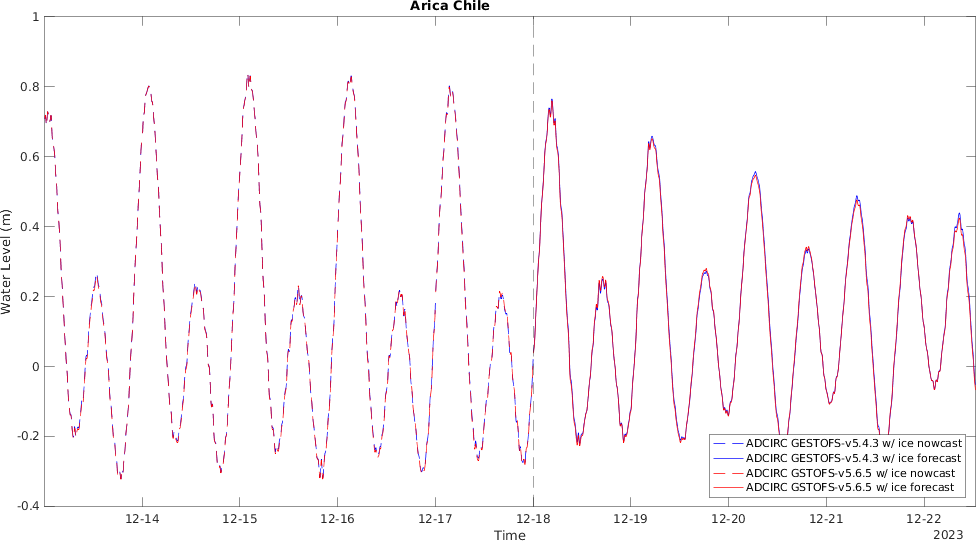 Arica Chile
Water Level (m)
1
0.8
0.6
0.4
0.2
0
-0.2
-0.4
ADCIRC GESTOFS-v5.4.3 w/ ice nowcast
ADCIRC GESTOFS-v5.4.3 w/ ice forecast
ADCIRC GSTOFS-v5.6.5 w/ ice nowcast
ADCIRC GSTOFS-v5.6.5 w/ ice forecast
12-14 12-15 12-16 12-17 12-18 12-19 12-20 12-21 12-22
Time
2023